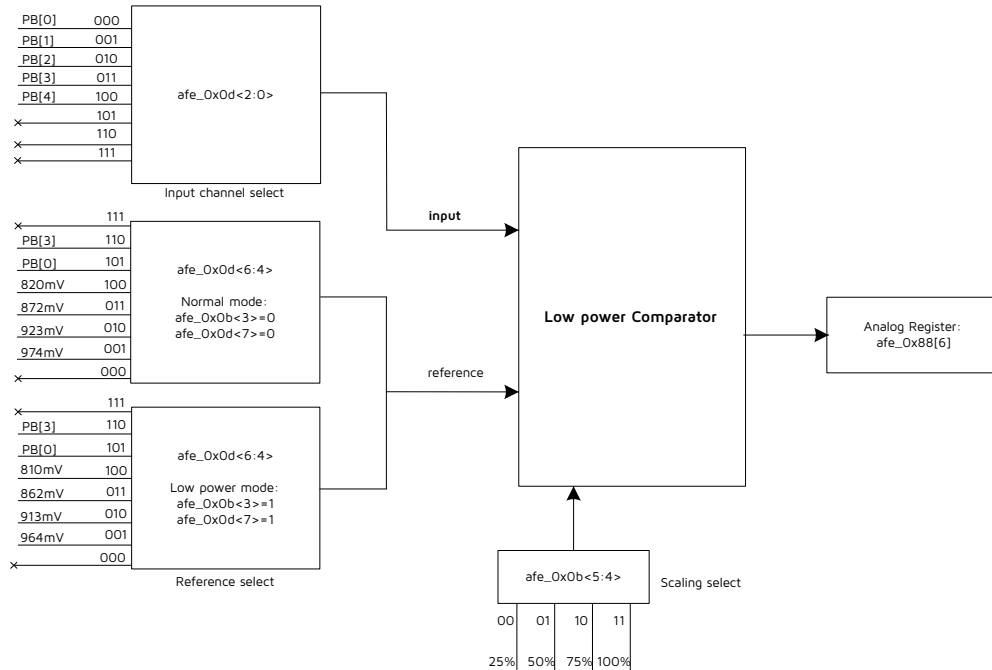 PB[0] 000
PB[1] 001
PB[2] 010
PB[3] 011
PB[4] 100
101
110
111
afe_0x0d<2:0>
Input channel select
111
PB[3] 110
PB[0] 101
820mV 100
872mV 011
923mV 010
974mV 001
000
afe_0x0d<6:4>
Normal mode:
afe_0x0b<3>=0
afe_0x0d<7>=0
111
PB[3] 110
PB[0] 101
810mV 100
862mV 011
913mV 010
964mV 001
000
afe_0x0d<6:4>
Low power mode:
afe_0x0b<3>=1
afe_0x0d<7>=1
Reference select
input
reference
Low power Comparator
Analog Register:
afe_0x88[6]
afe_0x0b<5:4>
Scaling select
00 01 10 11
25% 50% 75% 100%